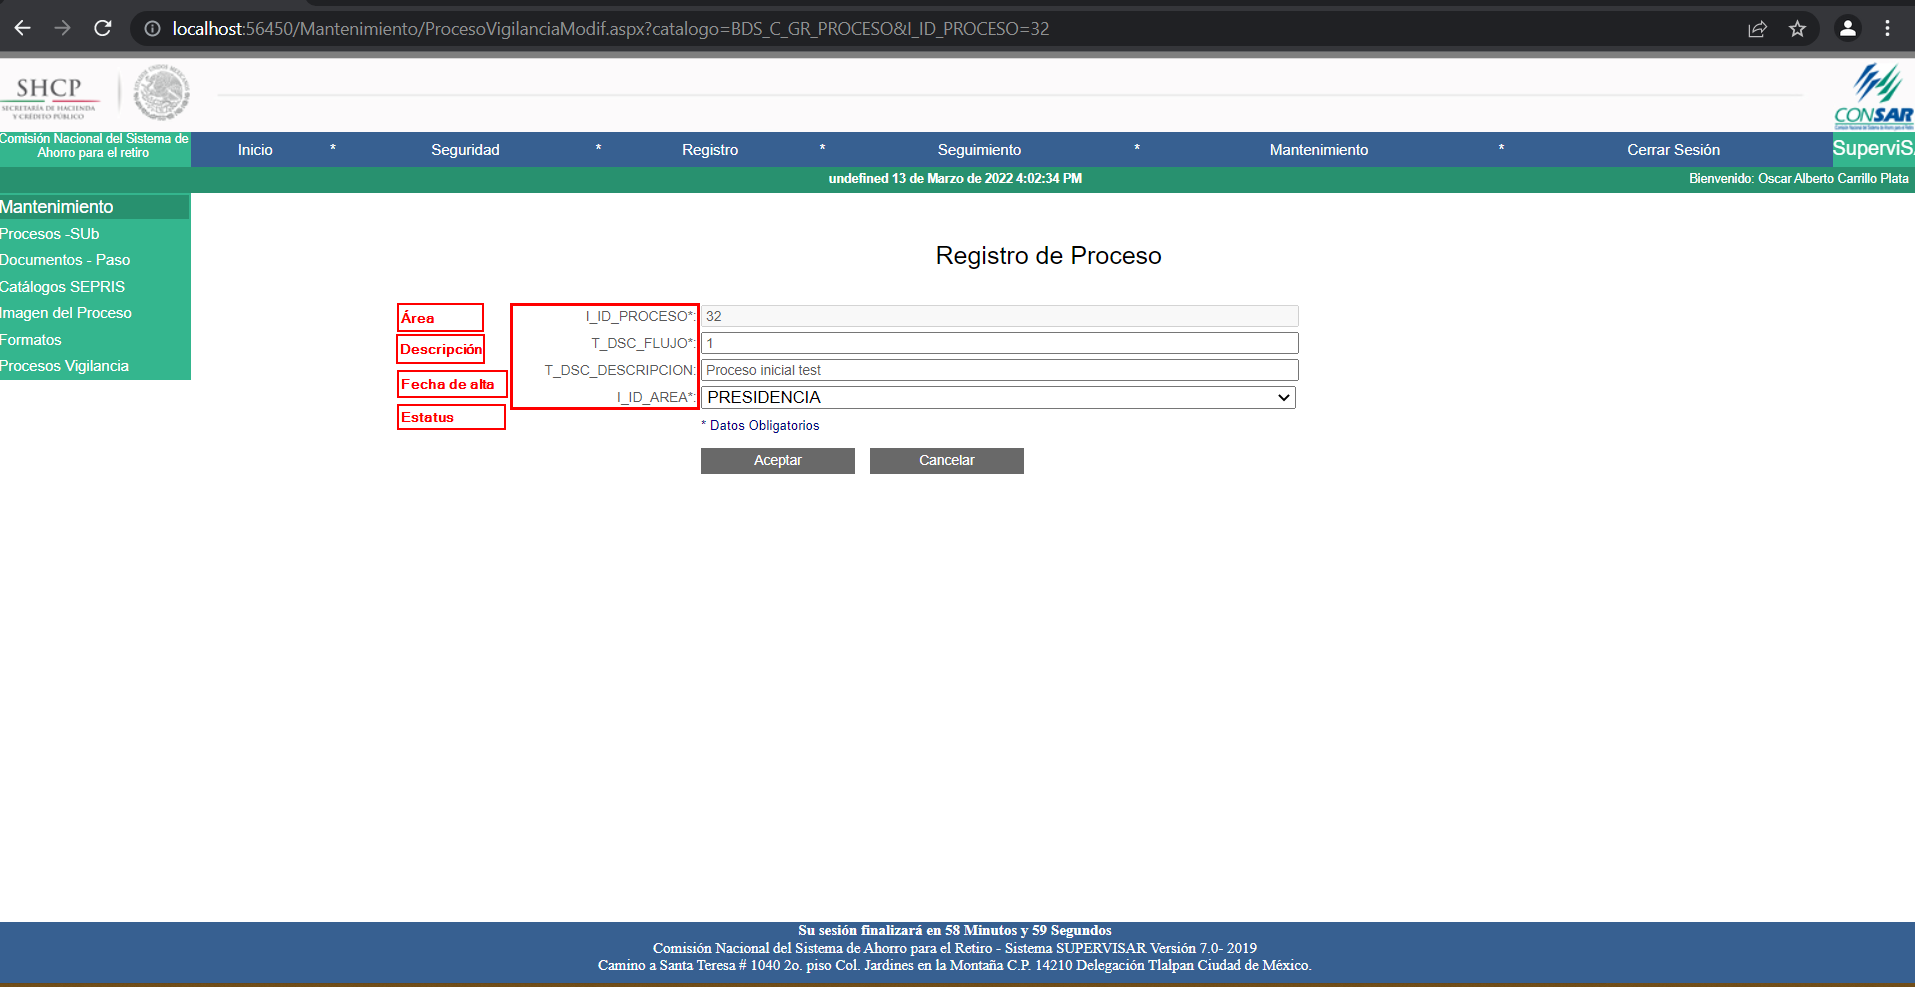 localhost:56450/Mantenimiento/ProcesoVigilanciaModif.aspx?catalogo=BDS_C_GR_PROCESO&I_ID_PROCESO=32
SHCP
SECRETARÍA DE HACIENDA
Y CRÉDITO PÚBLICO
CONSAR
Comisión Nacional del Sistema de
Ahorro para el retiro
Inicio * Seguridad * Registro * Seguimiento * Mantenimiento * Cerrar Sesión
SuperviS
undefined 13 de Marzo de 2022 4:02:34 PM
Bienvenido: Oscar Alberto Carrillo Plata
Mantenimiento
Procesos -SUb
Documentos - Paso
Catálogos SEPRIS
Imagen del Proceso
Formatos
Procesos Vigilancia
Registro de Proceso
Área
Descripción
Fecha de alta
Estatus
I_ID_PROCESO*: 32
T_DSC_FLUJO*: 1
T_DSC_DESCRIPCION: Proceso inicial test
I_ID_AREA*: PRESIDENCIA
* Datos Obligatorios
Aceptar Cancelar
Su sesión finalizará en 58 Minutos y 59 Segundos
Comisión Nacional del Sistema de Ahorro para el Retiro - Sistema SUPERVISAR Versión 7.0- 2019
Camino a Santa Teresa # 1040 2o. piso Col. Jardines en la Montaña C.P. 14210 Delegación Tlalpan Ciudad de México.